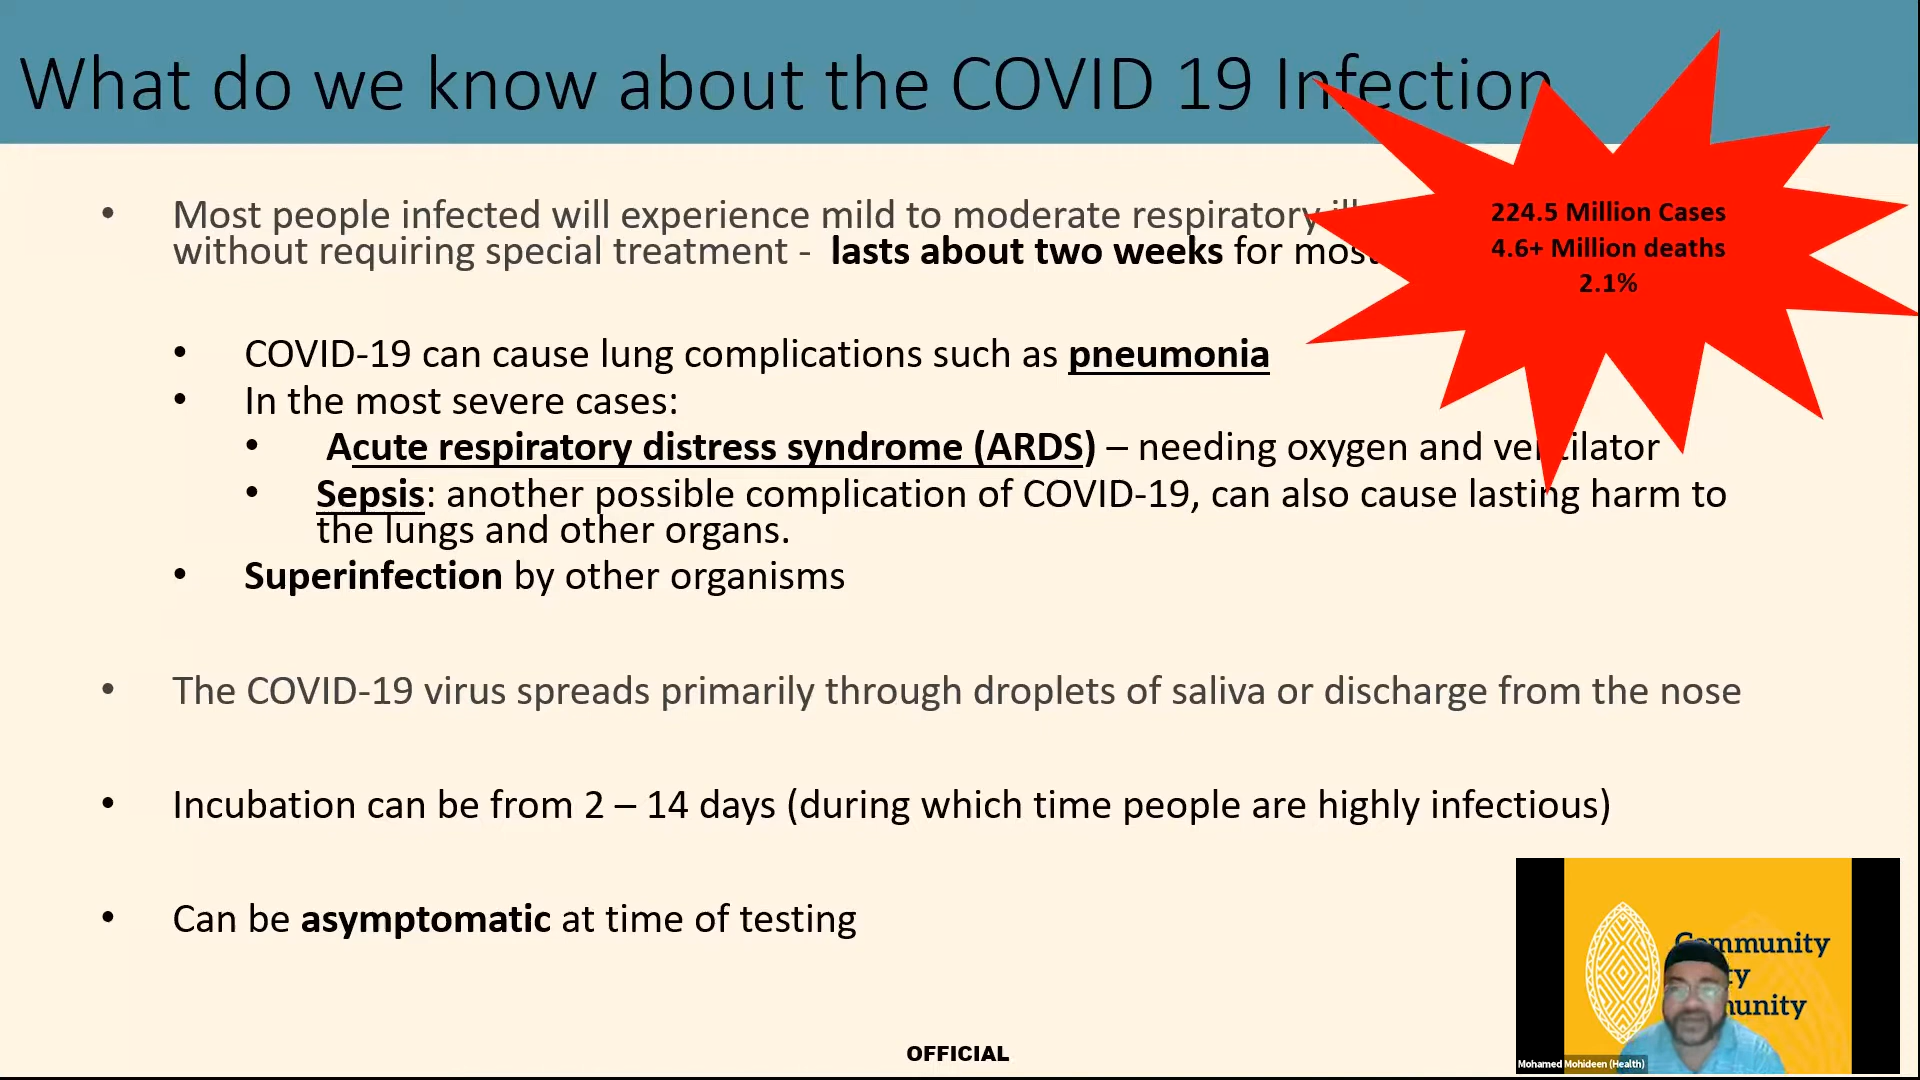 What do we know about the COVID 19 Infection
• Most people infected will experience mild to moderate respiratory
without requiring special treatment - lasts about two weeks for most
224.5 Million Cases
4.6+ Million deaths
2.1%
• COVID-19 can cause lung complications such as pneumonia
• In the most severe cases:
• Acute respiratory distress syndrome (ARDS) – needing oxygen and ventilator
• Sepsis: another possible complication of COVID-19, can also cause lasting harm to
the lungs and other organs.
• Superinfection by other organisms
• The COVID-19 virus spreads primarily through droplets of saliva or discharge from the nose
• Incubation can be from 2 – 14 days (during which time people are highly infectious)
• Can be asymptomatic at time of testing
OFFICIAL
Community
Mohamed Mohideen (Health)